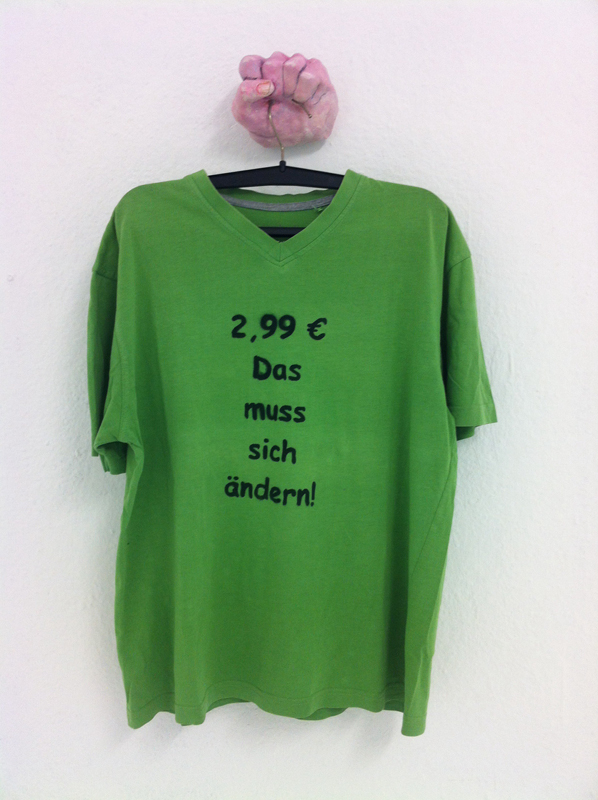 2,99 €
Das
muss
sich
ändern!